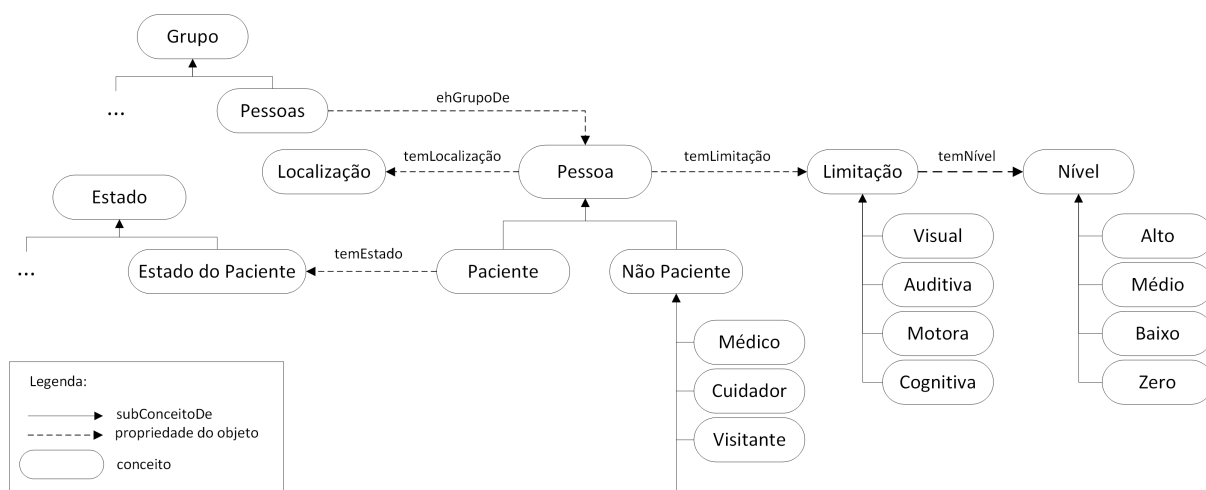 Grupo
...
Pessoas
ehGrupoDe
Localização
temLocalização
Pessoa
temLimitação
Limitação
temNível
Nível
Estado
...
Estado do Paciente
temEstado
Paciente
Não Paciente
Visual
Auditiva
Motora
Cognitiva
Alto
Médio
Baixo
Zero
Médico
Cuidador
Visitante
Legenda:
subConceitoDe
propriedade do objeto
conceito